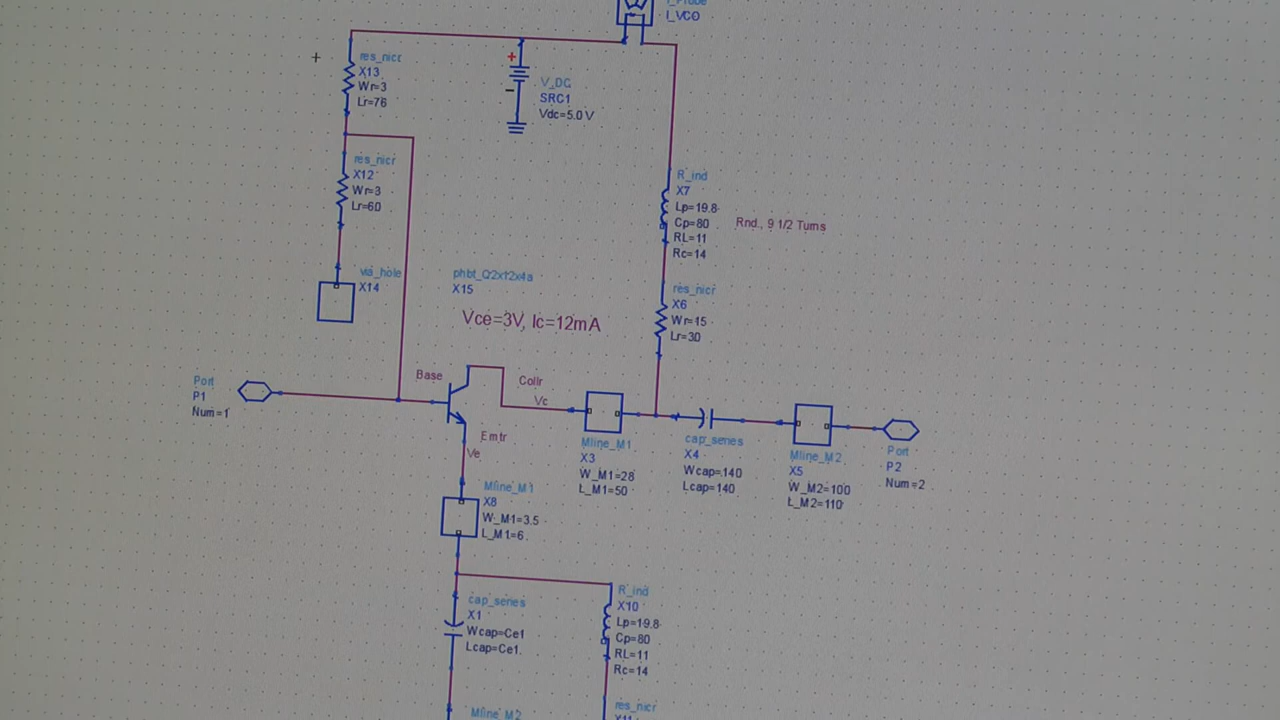 I_Probe
I_VCO
res_nicr
X13
Wr=3
Lr=76
+
-
V_DC
SRC1
Vdc=5.0 V
res_nicr
X12
Wr=3
Lr=60
R_ind
X7
Lp=19.8
Cp=80
RL=11
Rc=14
Rnd., 9 1/2 Turns
via_hole
X14
phbt_Q2x12x4a
X15
Vce=3V, Ic=12mA
res_nicr
X6
Wr=15
Lr=30
Port
P1
Num=1
Base
Collr
Vc
Emtr
Ve
Mline_M1
X3
W_M1=28
L_M1=50
cap_series
X4
Wcap=140
Lcap=140
Mline_M2
X5
W_M2=100
L_M2=110
Port
P2
Num=2
Mline_M1
X8
W_M1=3.5
L_M1=6
cap_series
X1
Wcap=Ce1
Lcap=Ce1
R_ind
X10
Lp=19.8
Cp=80
RL=11
Rc=14
Mline_M2
res_nicr
X11